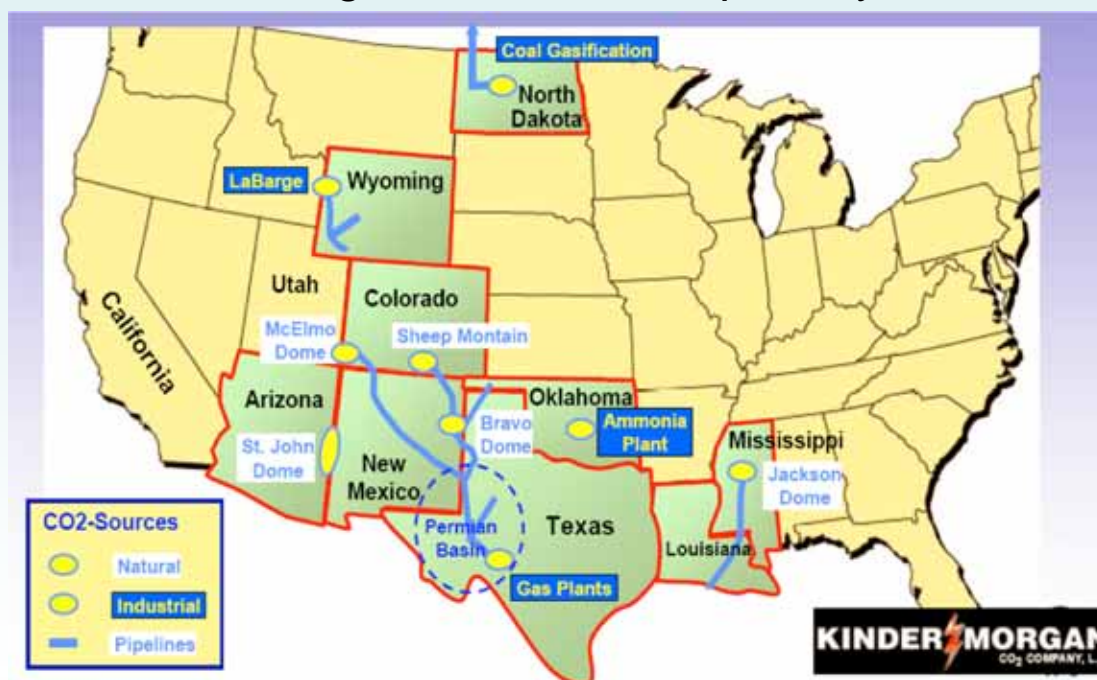 Coal Gasification
North
Dakota
LaBarge
Wyoming
Utah
Colorado
California
McElmo
Dome
Sheep Montain
Arizona
Oklahoma
St. John
Dome
Bravo
Dome
Ammonia
Plant
Mississippi
New
Mexico
Jackson
Dome
Permian
Basin
Texas
Louisiana
Gas Plants
CO2-Sources
Natural
Industrial
Pipelines
KINDER MORGAN
CO2 COMPANY, L.